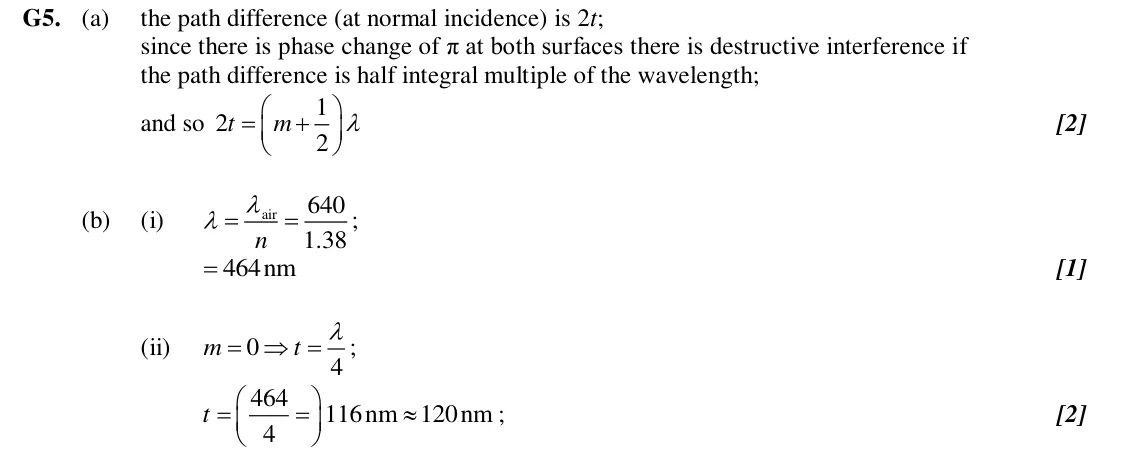 G5. (a) the path difference (at normal incidence) is 2t;
since there is phase change of π at both surfaces there is destructive interference if
the path difference is half integral multiple of the wavelength;
and so 2t = (m + 1/2) λ [2]
(b) (i) λ = λair/n = 640/1.38 ;
= 464 nm [1]
(ii) m = 0 ⇒ t = λ/4 ;
t = (464/4 =) 116 nm ≈ 120 nm ; [2]